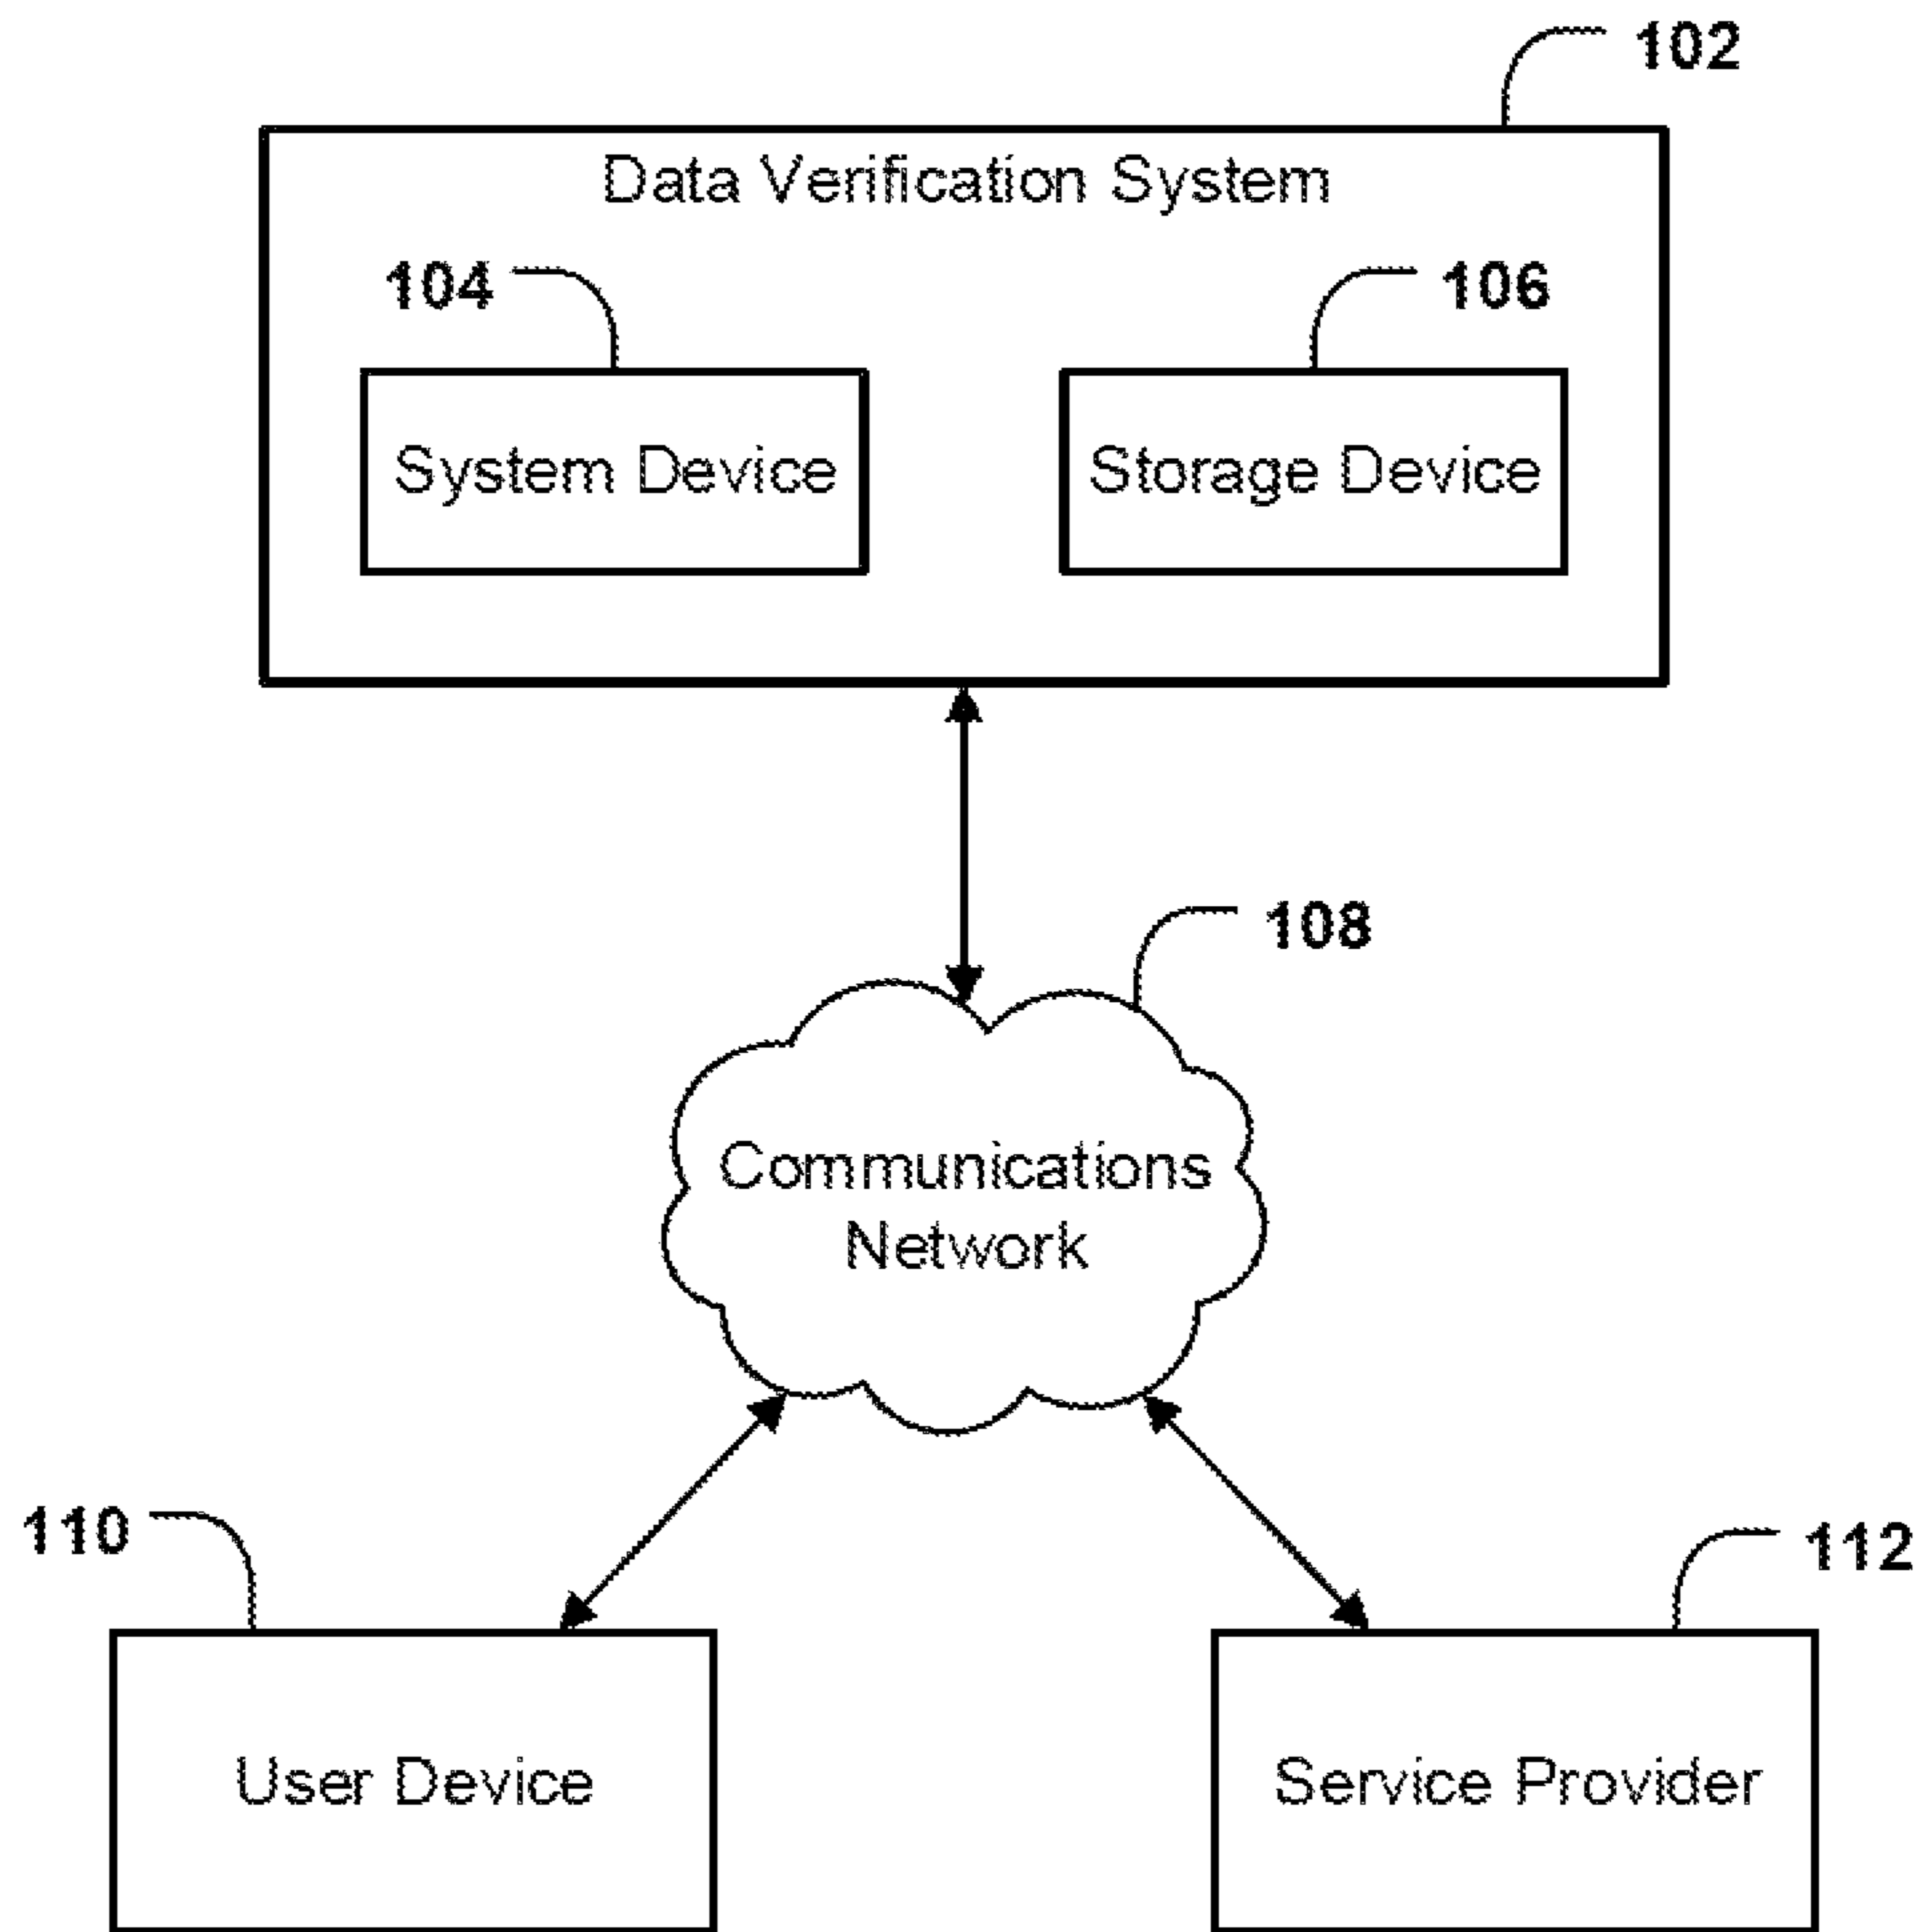 102
Data Verification System
104
106
System Device
Storage Device
108
Communications
Network
110
112
User Device
Service Provider